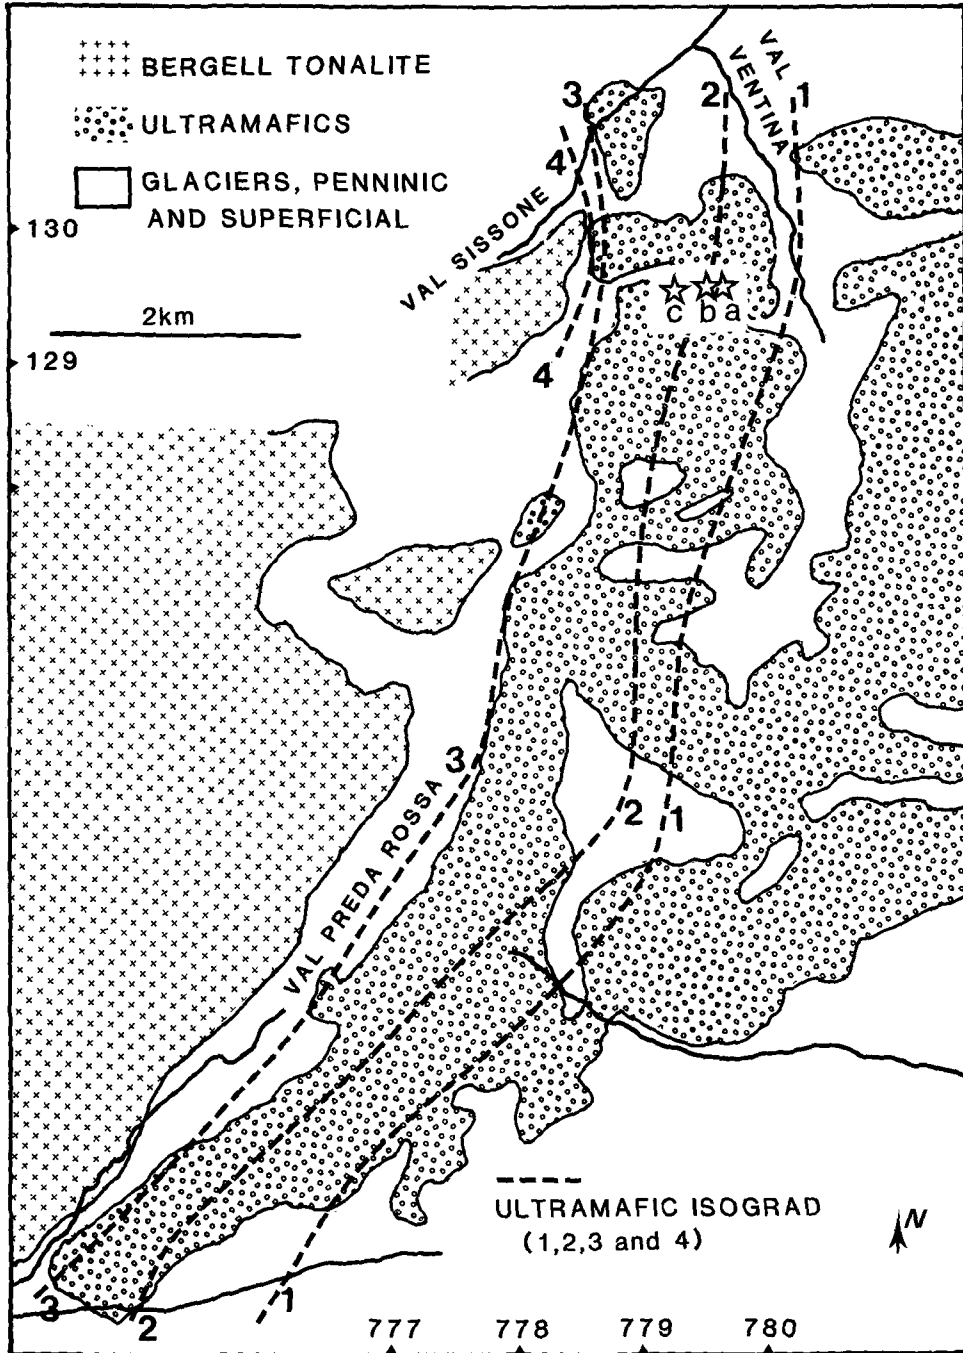 BERGELL TONALITE
ULTRAMAFICS
GLACIERS, PENNINIC
AND SUPERFICIAL
VAL
VENTINA
3
2
1
4
VAL SISSONE
130
2km
c b a
129
4
3
VAL PREDA ROSSA
2
1
ULTRAMAFIC ISOGRAD
(1,2,3 and 4)
N
3
2
1
777 778 779 780